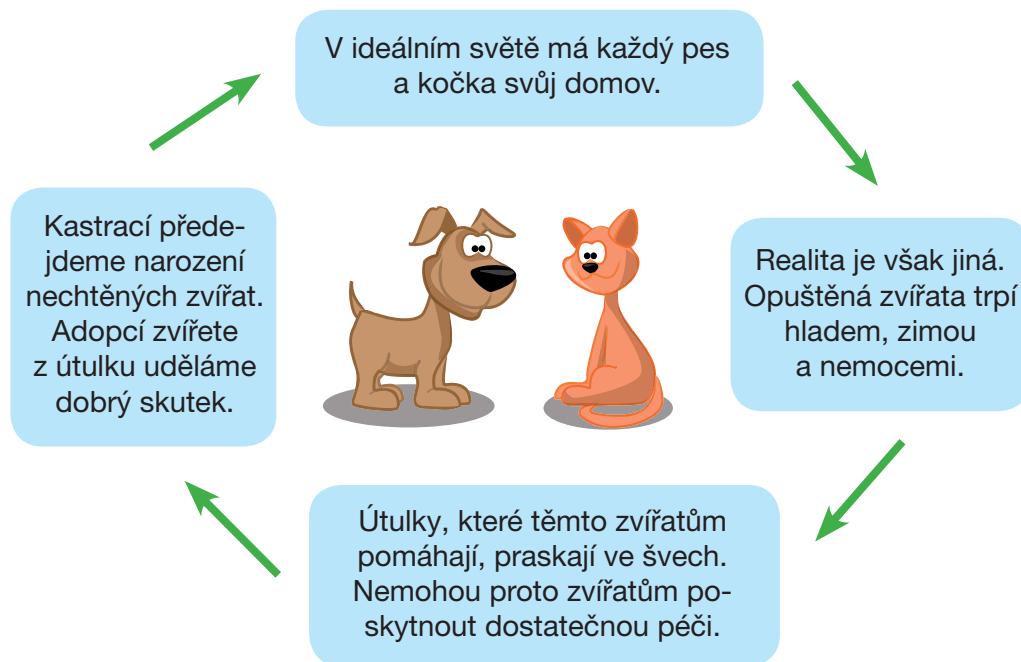 V ideálním světě má každý pes
a kočka svůj domov.
Realita je však jiná.
Opuštěná zvířata trpí
hladem, zimou
a nemocemi.
Útulky, které těmto zvířatům
pomáhají, praskají ve švech.
Nemohou proto zvířatům po-
skytnout dostatečnou péči.
Kastrací přede-
jdeme narození
nechtěných zvířat.
Adopcí zvířete
z útulku uděláme
dobrý skutek.